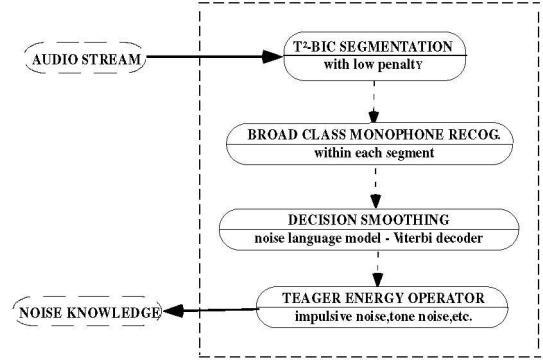 AUDIO STREAM
T²-BIC SEGMENTATION
with low penalty
BROAD CLASS MONOPHONE RECOG.
within each segment
DECISION SMOOTHING
noise language model - Viterbi decoder
TEAGER ENERGY OPERATOR
impulsive noise,tone noise,etc.
NOISE KNOWLEDGE